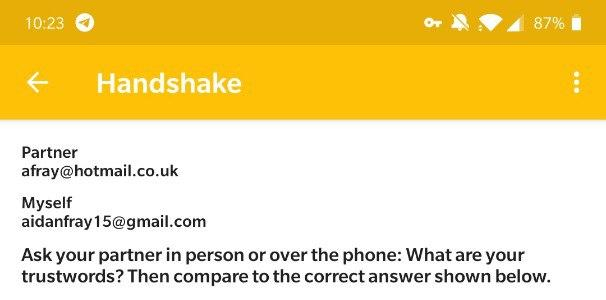 10:23 87%
Handshake
Partner
afray@hotmail.co.uk
Myself
aidanfray15@gmail.com
Ask your partner in person or over the phone: What are your
trustwords? Then compare to the correct answer shown below.